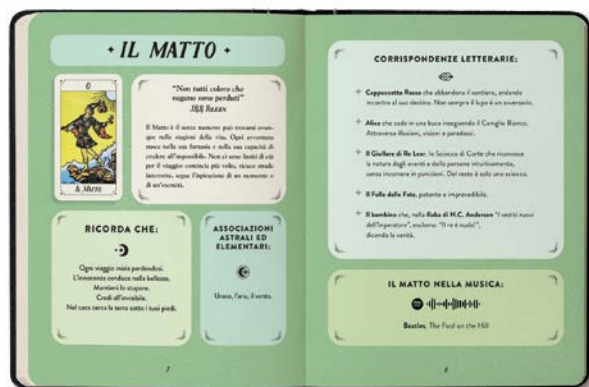 IL MATTO
0
IL MATTO
"Non tutti coloro che
vagano sono perduti!"
J.R.R. TOLKIEN
Il Matto è il senza numero può trovarsi ovun-
que nelle stagioni della vita. Ogni avventura
nasce nella sua fantasia e nella sua capacità di
credere all'impossibile. Non ci sono limiti di età
per il viaggio comincia più volte, ricuce strade
interrotte, segue l'ispirazione di un momento o
di un'eternità.
RICORDA CHE:
Ogni viaggio inizia perdendosi.
L'innocenza conduce nella bellezza.
Mantieni lo stupore.
Credi all'invisibile.
Nel caos cerca la terra sotto i tuoi piedi.
ASSOCIAZIONI
ASTRALI ED
ELEMENTARI:
Urano, l'aria, il vento.
7
CORRISPONDENZE LETTERARIE:
Cappuccetto Rosso che abbandona il sentiero, andando
incontro al suo destino. Non sempre il lupo è un avversario.
Alice che cade in una buca inseguendo il Coniglio Bianco.
Attraversa illusioni, visioni e paradossi.
Il Giullare di Re Lear, lo Sciocco di Corte che riconosce
la natura degli eventi e delle persone intuitivamente,
senza incorrere in punizioni. Del resto è solo uno sciocco.
Il Folle delle Fate, potente e imprevedibile.
Il bambino che, nella fiaba di H.C. Andersen "I vestiti nuovi
dell'Imperatore", esclama: "Il re è nudo!",
dicendo la verità.
IL MATTO NELLA MUSICA:
Beatles, The Fool on the Hill
8